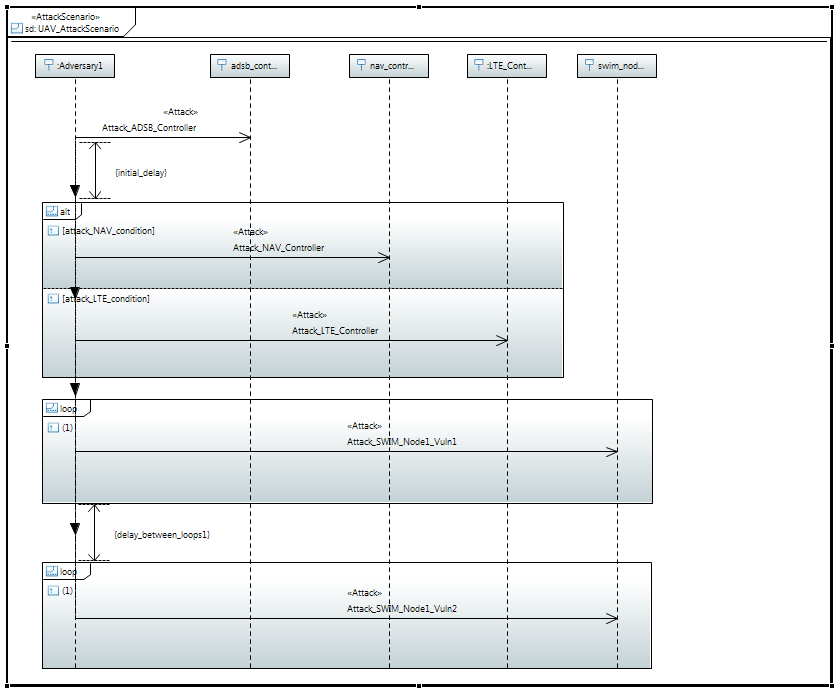 «AttackScenario»
sd: UAV_AttackScenario
:Adversary1
adsb_cont...
nav_contr...
:LTE_Cont...
swim_nod...
«Attack»
Attack_ADSB_Controller
{initial_delay}
alt
[attack_NAV_condition]
«Attack»
Attack_NAV_Controller
[attack_LTE_condition]
«Attack»
Attack_LTE_Controller
loop
(1)
«Attack»
Attack_SWIM_Node1_Vuln1
{delay_between_loops1}
loop
(1)
«Attack»
Attack_SWIM_Node1_Vuln2